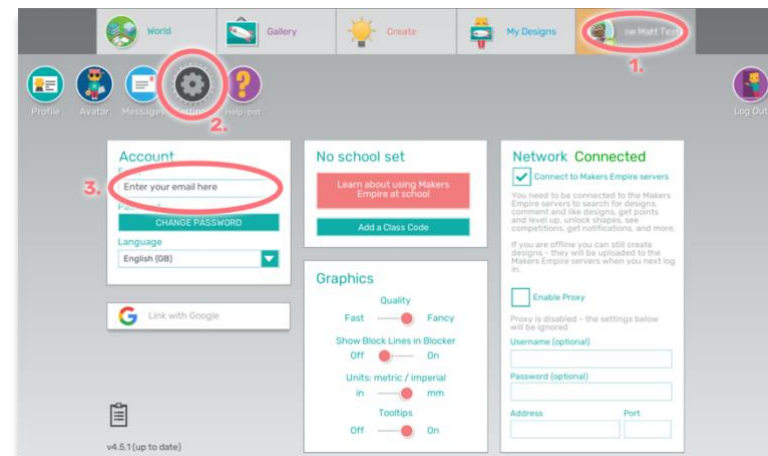 World
Gallery
Create
My Designs
Matt Test
1.
Profile
Avatar
Messages
Help-bot
Log Out
2.
Account
3.
Enter your email here
CHANGE PASSWORD
Language
English (GB)
Link with Google
v4.5.1 (up to date)
No school set
Learn about using Makers
Empire at school
Add a Class Code
Graphics
Quality
Fast Fancy
Show Block Lines in Blocker
Off On
Units: metric / imperial
in mm
Tooltips
Off On
Network Connected
Connect to Makers Empire servers
You need to be connected to the Makers
Empire servers to search for designs,
comment and like designs, get points
and level up, unlock shapes, see
competitions, get notifications, and more.
If you are offline you can still create
designs - they will be uploaded to the
Makers Empire servers when you next log
in.
Enable Proxy
Proxy is disabled - the settings below
will be ignored
Username (optional)
Password (optional)
Address Port